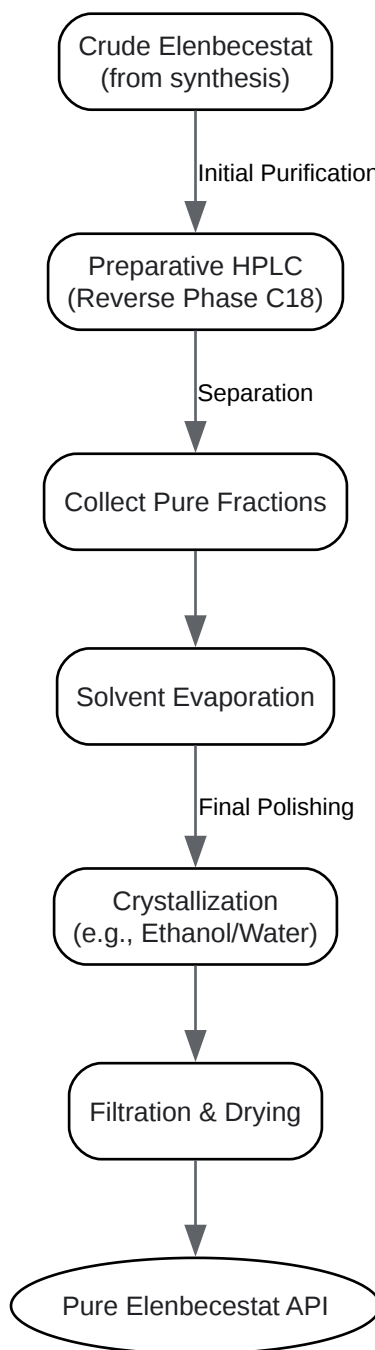 Crude Elenbecestat
(from synthesis)
Initial Purification
Preparative HPLC
(Reverse Phase C18)
Separation
Collect Pure Fractions
Solvent Evaporation
Final Polishing
Crystallization
(e.g., Ethanol/Water)
Filtration & Drying
Pure Elenbecestat API